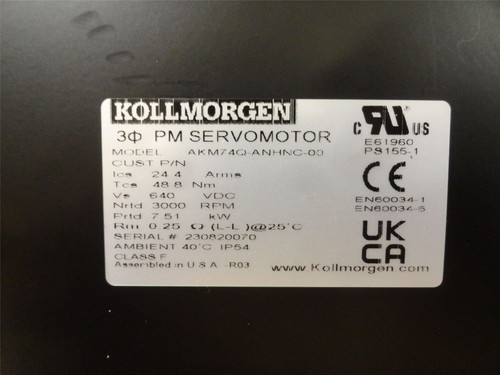 KOLLMORGEN
3Φ PM SERVOMOTOR
MODEL AKM74Q-ANHNC-00
CUST P/N
Ics 24.4 Arms
Tcs 48.8 Nm
Vs 640 VDC
Nrtd 3000 RPM
Prtd 7.51 kW
Rm 0.25 Ω (L-L)@25°C
SERIAL # 230820070
AMBIENT 40°C IP54
CLASS F
Assembled in U.S.A. -R03
c UR US
E61960
PS155-1
CE
EN60034-1
EN60034-5
UK
CA
www.Kollmorgen.com